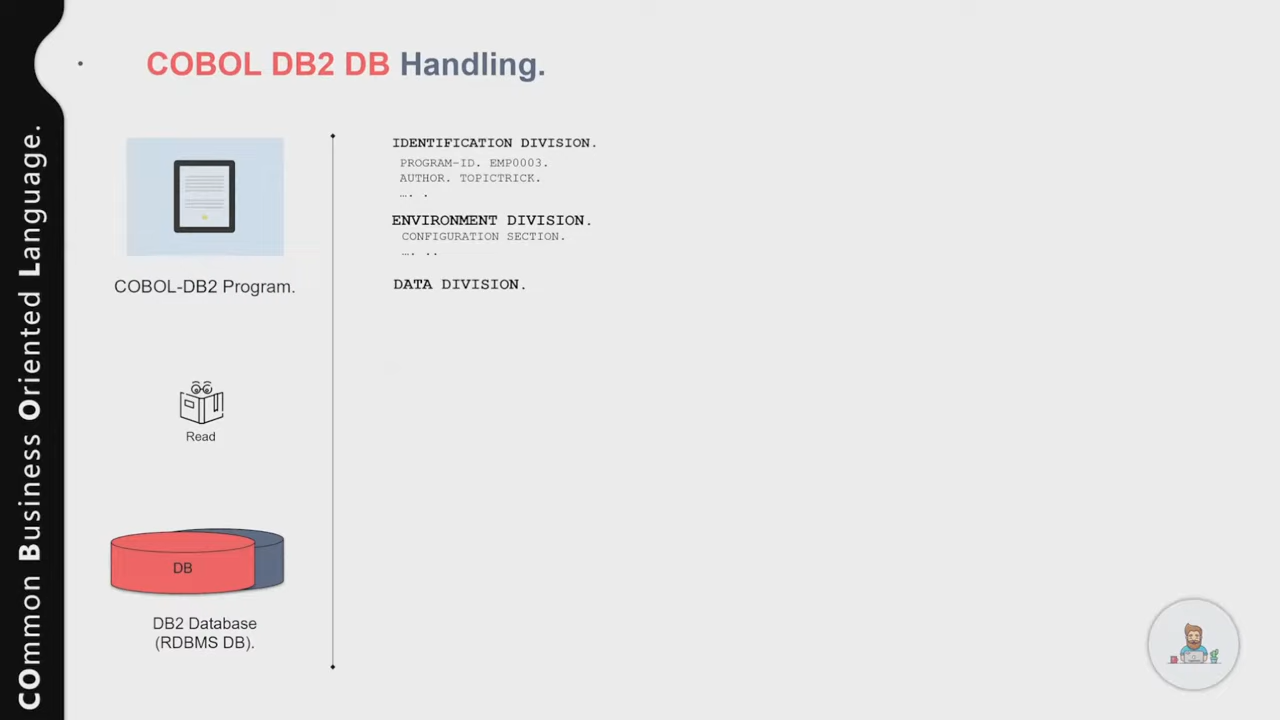 COmmon Business Oriented Language.
• COBOL DB2 DB Handling.
COBOL-DB2 Program.
Read
DB
DB2 Database
(RDBMS DB).
IDENTIFICATION DIVISION.
PROGRAM-ID. EMP0003.
AUTHOR. TOPICTRICK.
…. .
ENVIRONMENT DIVISION.
CONFIGURATION SECTION.
…. ..
DATA DIVISION.